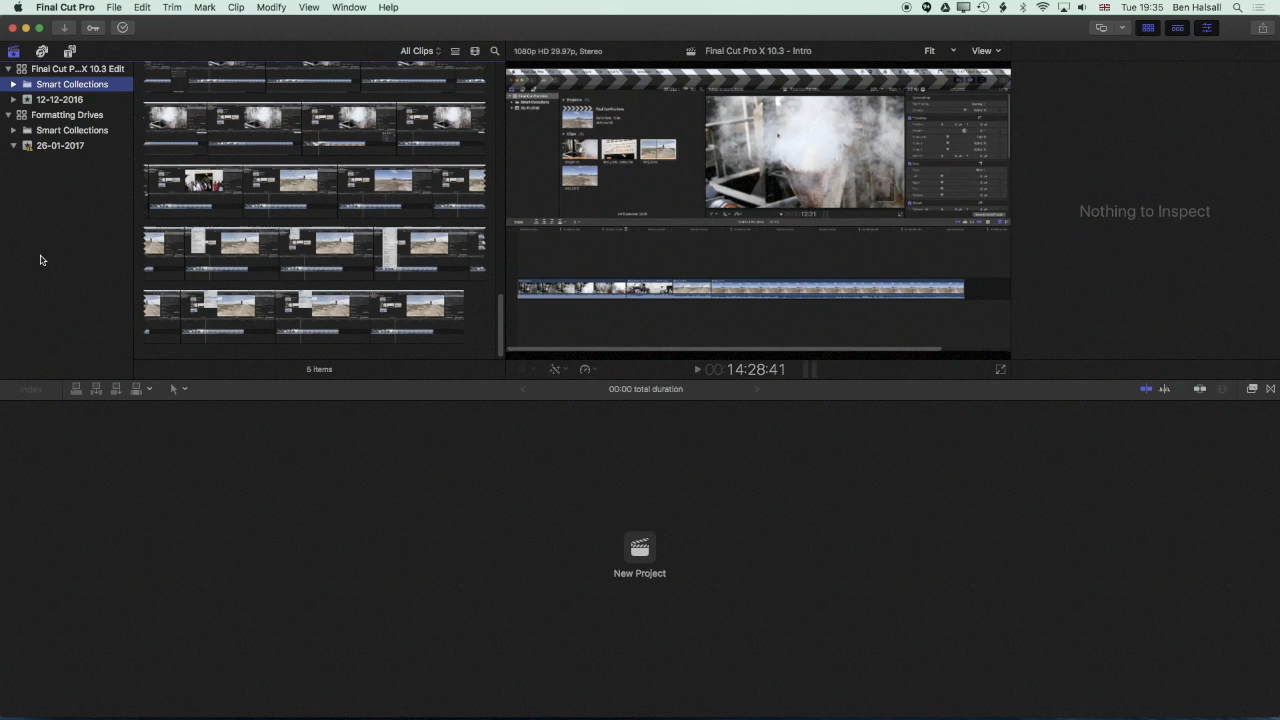 Final Cut Pro File Edit Trim Mark Clip Modify View Window Help Tue 19:35 Ben Halsall
All Clips
1080p HD 29.97p, Stereo
Final Cut Pro X 10.3 - Intro
Fit
View
Final Cut P...X 10.3 Edit
Smart Collections
12-12-2016
Formatting Drives
Smart Collections
26-01-2017
Nothing to Inspect
5 items
00:14:28:41
Index
00:00 total duration
New Project